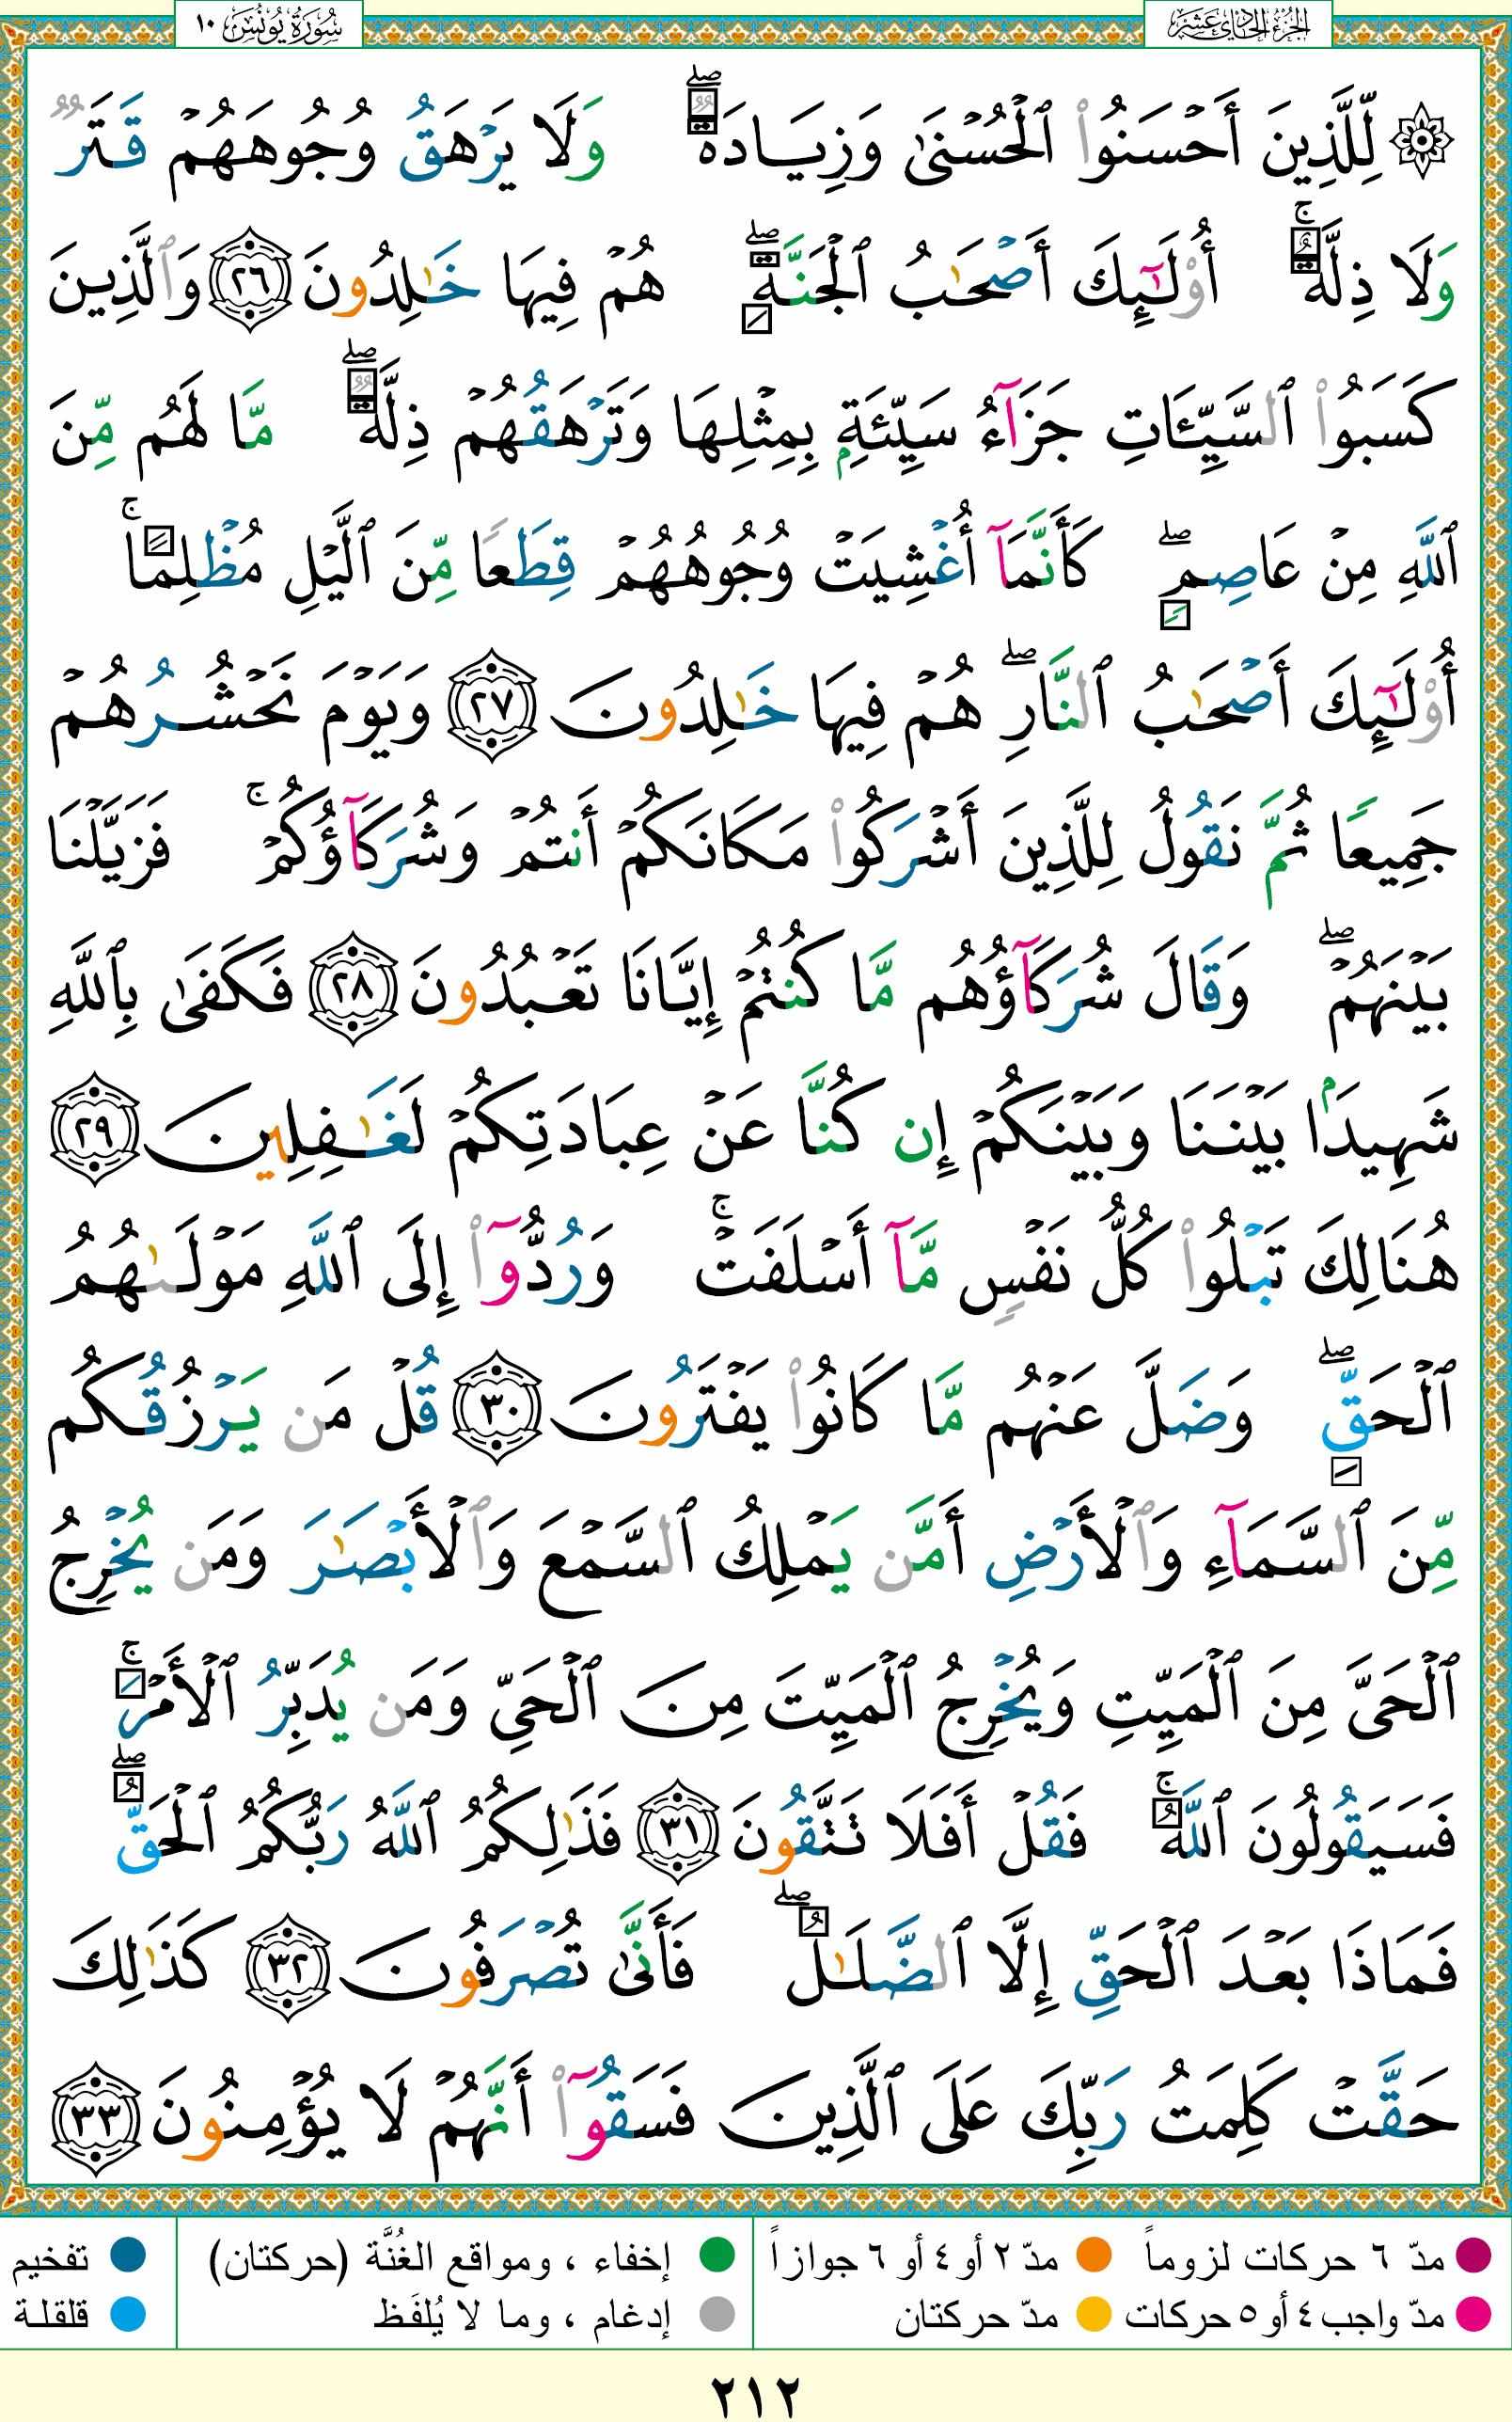 الجزء الحادي عشر
سورة يونس ١٠
۞ لِّلَّذِينَ أَحۡسَنُواْ ٱلۡحُسۡنَىٰ وَزِيَادَةٞۖ وَلَا يَرۡهَقُ وُجُوهَهُمۡ قَتَرٞ
وَلَا ذِلَّةٌۚ أُوْلَٰٓئِكَ أَصۡحَٰبُ ٱلۡجَنَّةِۖ هُمۡ فِيهَا خَٰلِدُونَ ٢٦ وَٱلَّذِينَ
كَسَبُواْ ٱلسَّيِّـَٔاتِ جَزَآءُ سَيِّئَةِۭ بِمِثۡلِهَا وَتَرۡهَقُهُمۡ ذِلَّةٞۖ مَّا لَهُم مِّنَ
ٱللَّهِ مِنۡ عَاصِمٖۖ كَأَنَّمَآ أُغۡشِيَتۡ وُجُوهُهُمۡ قِطَعٗا مِّنَ ٱلَّيۡلِ مُظۡلِمًاۚ
أُوْلَٰٓئِكَ أَصۡحَٰبُ ٱلنَّارِۖ هُمۡ فِيهَا خَٰلِدُونَ ٢٧ وَيَوۡمَ نَحۡشُرُهُمۡ
جَمِيعٗا ثُمَّ نَقُولُ لِلَّذِينَ أَشۡرَكُواْ مَكَانَكُمۡ أَنتُمۡ وَشُرَكَآؤُكُمۡۚ فَزَيَّلۡنَا
بَيۡنَهُمۡۖ وَقَالَ شُرَكَآؤُهُم مَّا كُنتُمۡ إِيَّانَا تَعۡبُدُونَ ٢٨ فَكَفَىٰ بِٱللَّهِ
شَهِيدَۢا بَيۡنَنَا وَبَيۡنَكُمۡ إِن كُنَّا عَنۡ عِبَادَتِكُمۡ لَغَٰفِلِينَ ٢٩
هُنَالِكَ تَبۡلُواْ كُلُّ نَفۡسٖ مَّآ أَسۡلَفَتۡۚ وَرُدُّوٓاْ إِلَى ٱللَّهِ مَوۡلَىٰهُمُ
ٱلۡحَقِّۖ وَضَلَّ عَنۡهُم مَّا كَانُواْ يَفۡتَرُونَ ٣٠ قُلۡ مَن يَرۡزُقُكُم
مِّنَ ٱلسَّمَآءِ وَٱلۡأَرۡضِ أَمَّن يَمۡلِكُ ٱلسَّمۡعَ وَٱلۡأَبۡصَٰرَ وَمَن يُخۡرِجُ
ٱلۡحَيَّ مِنَ ٱلۡمَيِّتِ وَيُخۡرِجُ ٱلۡمَيِّتَ مِنَ ٱلۡحَيِّ وَمَن يُدَبِّرُ ٱلۡأَمۡرَۚ
فَسَيَقُولُونَ ٱللَّهُۚ فَقُلۡ أَفَلَا تَتَّقُونَ ٣١ فَذَٰلِكُمُ ٱللَّهُ رَبُّكُمُ ٱلۡحَقُّۖ
فَمَاذَا بَعۡدَ ٱلۡحَقِّ إِلَّا ٱلضَّلَٰلُۖ فَأَنَّىٰ تُصۡرَفُونَ ٣٢ كَذَٰلِكَ
حَقَّتۡ كَلِمَتُ رَبِّكَ عَلَى ٱلَّذِينَ فَسَقُوٓاْ أَنَّهُمۡ لَا يُؤۡمِنُونَ ٣٣
مدّ ٦ حركات لزوماً مدّ ٢ أو ٤ أو ٦ جوازاً إخفاء ، ومواقع الغُنَّة (حركتان) تفخيم
مدّ واجب ٤ أو ٥ حركات مدّ حركتان إدغام ، وما لا يُلفَظ قلقلة
٢١٢